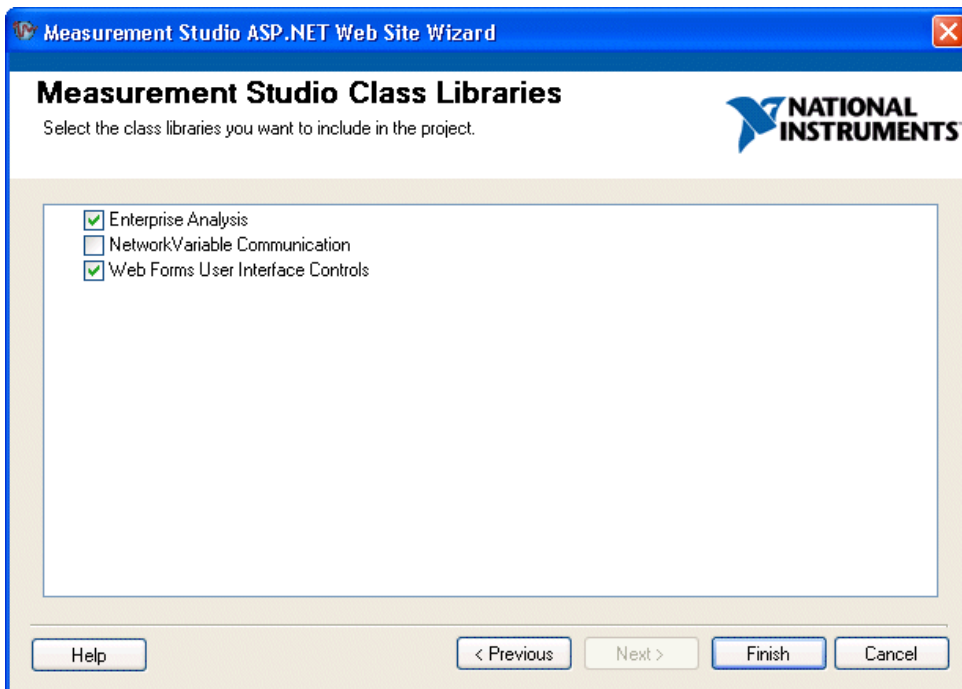 Measurement Studio ASP.NET Web Site Wizard
Measurement Studio Class Libraries
Select the class libraries you want to include in the project.
NATIONAL
INSTRUMENTS
Enterprise Analysis
NetworkVariable Communication
Web Forms User Interface Controls
Help
< Previous
Next >
Finish
Cancel